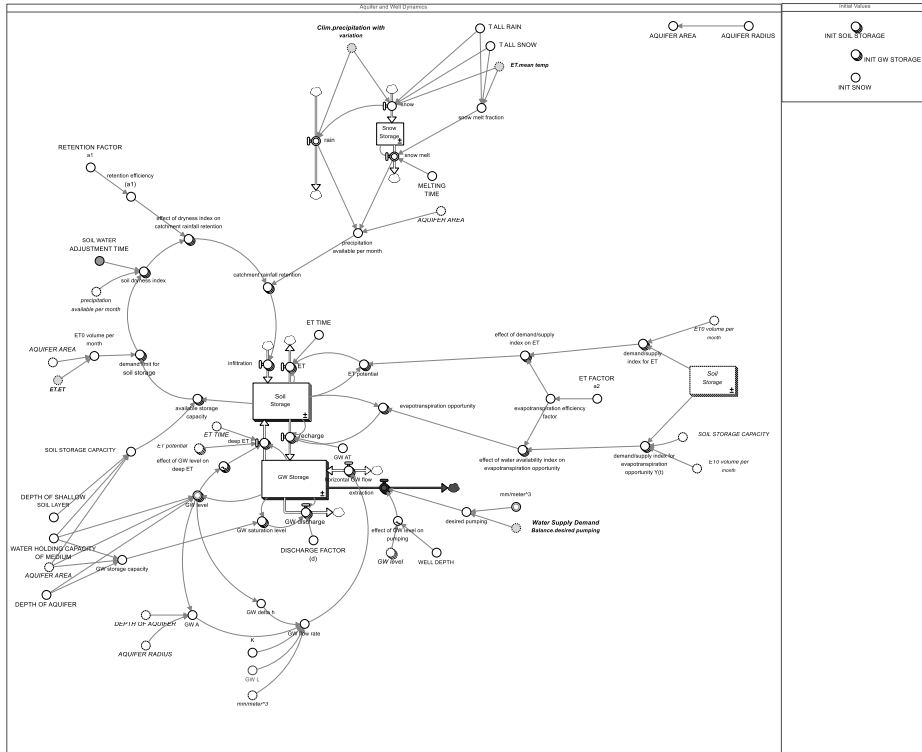 Aquifer and Well Dynamics
Initial Values
Clim.precipitation with
variation
T ALL RAIN
T ALL SNOW
ET.mean temp
AQUIFER AREA
AQUIFER RADIUS
INIT SOIL STORAGE
INIT GW STORAGE
INIT SNOW
snow
snow melt fraction
rain
Snow
Storage
snow melt
MELTING
TIME
RETENTION FACTOR
a1
retention efficiency
(a1)
AQUIFER AREA
effect of dryness index on
catchment rainfall retention
precipitation
available per month
SOIL WATER
ADJUSTMENT TIME
soil dryness index
catchment rainfall retention
precipitation
available per month
ET TIME
ET0 volume per
month
AQUIFER AREA
demand limit for
soil storage
ET.ET
infiltration
ET
ET potential
effect of demand/supply
index on ET
demand/supply
index for ET
ET0 volume per
month
Soil
Storage
ET FACTOR
a2
Soil
Storage
available storage
capacity
evapotranspiration opportunity
evapotranspiration efficiency
factor
ET TIME
deep ET
recharge
ET potential
SOIL STORAGE CAPACITY
SOIL STORAGE CAPACITY
GW AT
effect of GW level on
deep ET
effect of water availability index on
evapotranspiration opportunity
demand/supply index for
evapotranspiration
opportunity Y(t)
ET0 volume per
month
GW Storage
horizontal GW flow
extraction
DEPTH OF SHALLOW
SOIL LAYER
GW level
mm/meter^3
desired pumping
Water Supply Demand
Balance.desired pumping
GW saturation level
GW discharge
effect of GW level on
pumping
WATER HOLDING CAPACITY
OF MEDIUM
DISCHARGE FACTOR
(d)
GW level
WELL DEPTH
AQUIFER AREA
GW storage capacity
DEPTH OF AQUIFER
DEPTH OF AQUIFER
GW A
GW delta h
GW flow rate
K
AQUIFER RADIUS
GW L
mm/meter^3